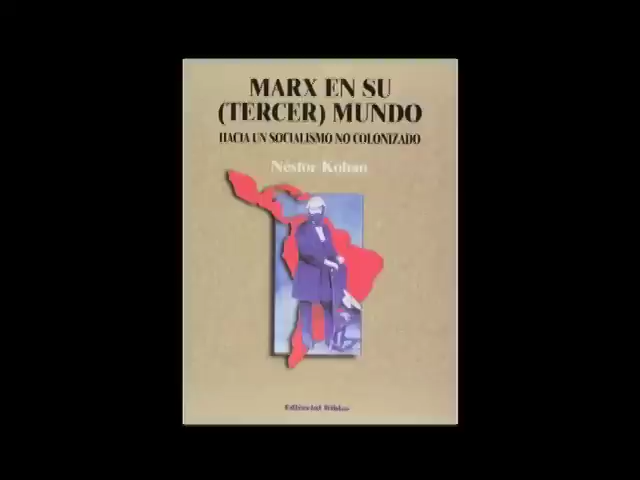 MARX EN SU
(TERCER) MUNDO
HACIA UN SOCIALISMO NO COLONIZADO
Néstor Kohan
Editorial Biblos